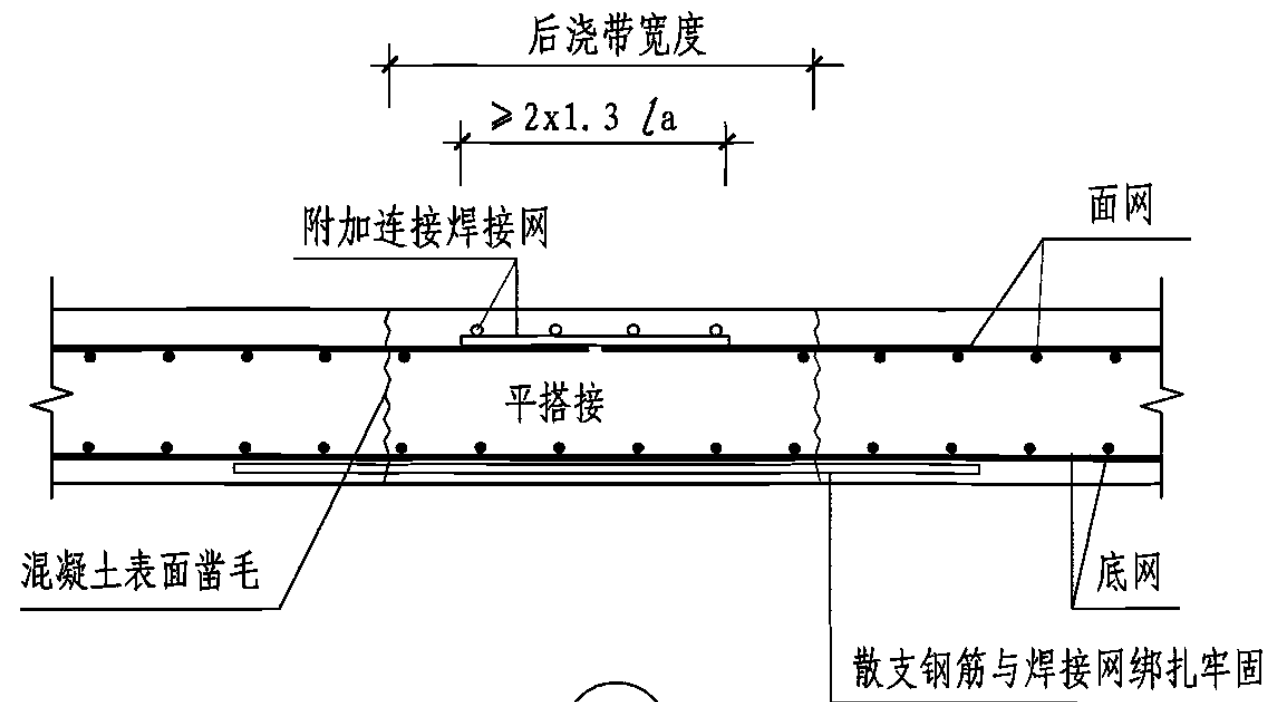 后浇带宽度
≥2x1.3 la
面网
附加连接焊接网
平搭接
混凝土表面凿毛
底网
散支钢筋与焊接网绑扎牢固